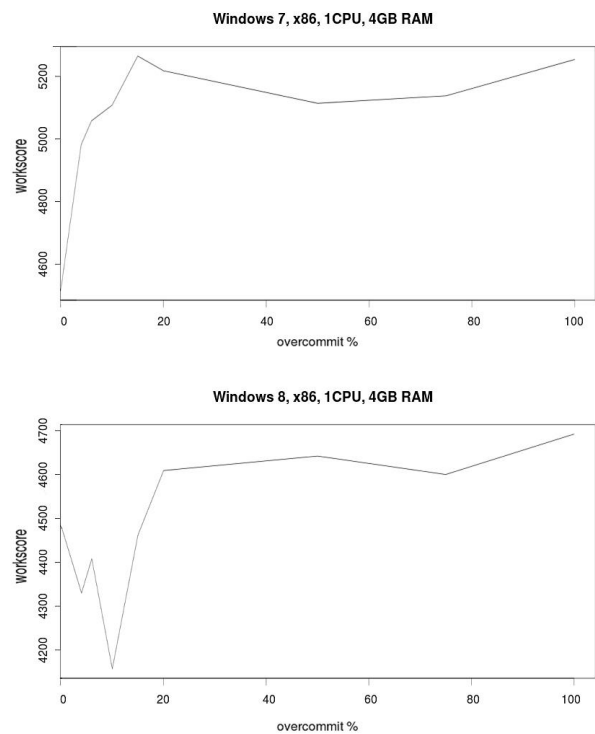 Windows 7, x86, 1CPU, 4GB RAM
workscore
5200
5000
4800
4600
0 20 40 60 80 100
overcommit %
Windows 8, x86, 1CPU, 4GB RAM
workscore
4700
4600
4500
4400
4300
4200
0 20 40 60 80 100
overcommit %